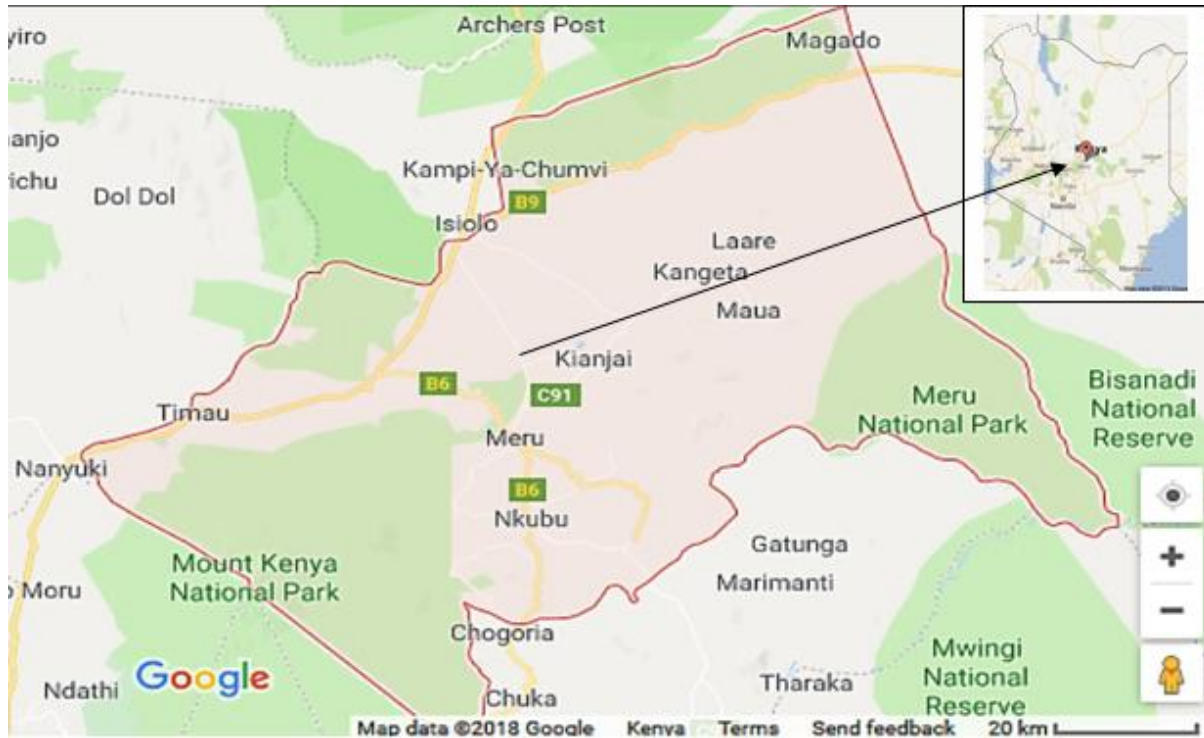 Archers Post
yiro
Magado
anjo
richu
Dol Dol
Kampi-Ya-Chumvi
B9
Isiolo
Laare
Kangeta
Maua
Kianjai
B6
C91
Timau
Meru
Meru
National Park
Bisanadi
National
Reserve
Nanyuki
B6
Nkubu
Gatunga
Marimanti
Mount Kenya
National Park
Moru
Chogoria
Mwingi
National
Reserve
Tharaka
Google
Ndathi
Chuka
Map data ©2018 Google Kenya Terms Send feedback 20 km
+
−